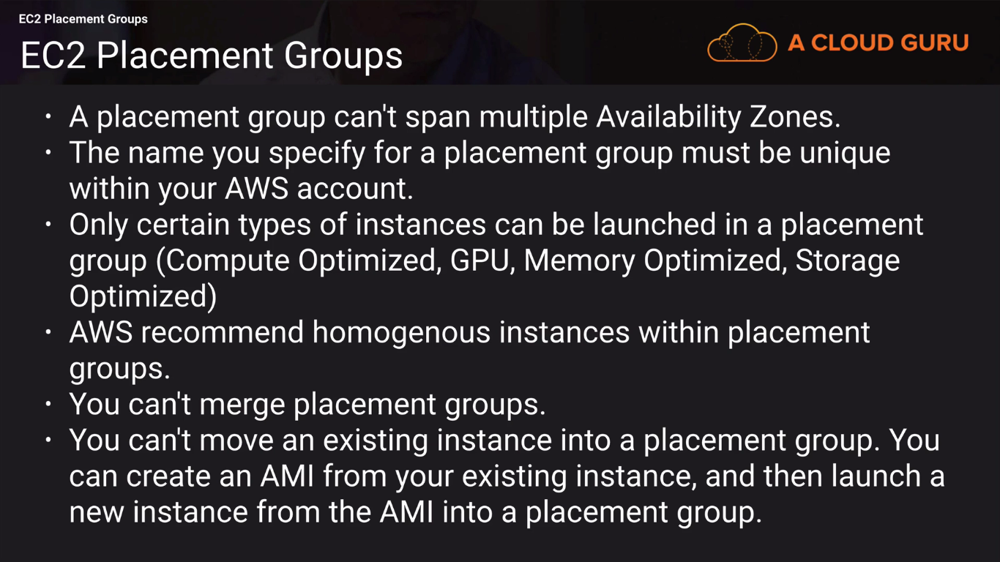 EC2 Placement Groups
EC2 Placement Groups
A CLOUD GURU
• A placement group can't span multiple Availability Zones.
• The name you specify for a placement group must be unique
within your AWS account.
• Only certain types of instances can be launched in a placement
group (Compute Optimized, GPU, Memory Optimized, Storage
Optimized)
• AWS recommend homogenous instances within placement
groups.
• You can't merge placement groups.
• You can't move an existing instance into a placement group. You
can create an AMI from your existing instance, and then launch a
new instance from the AMI into a placement group.